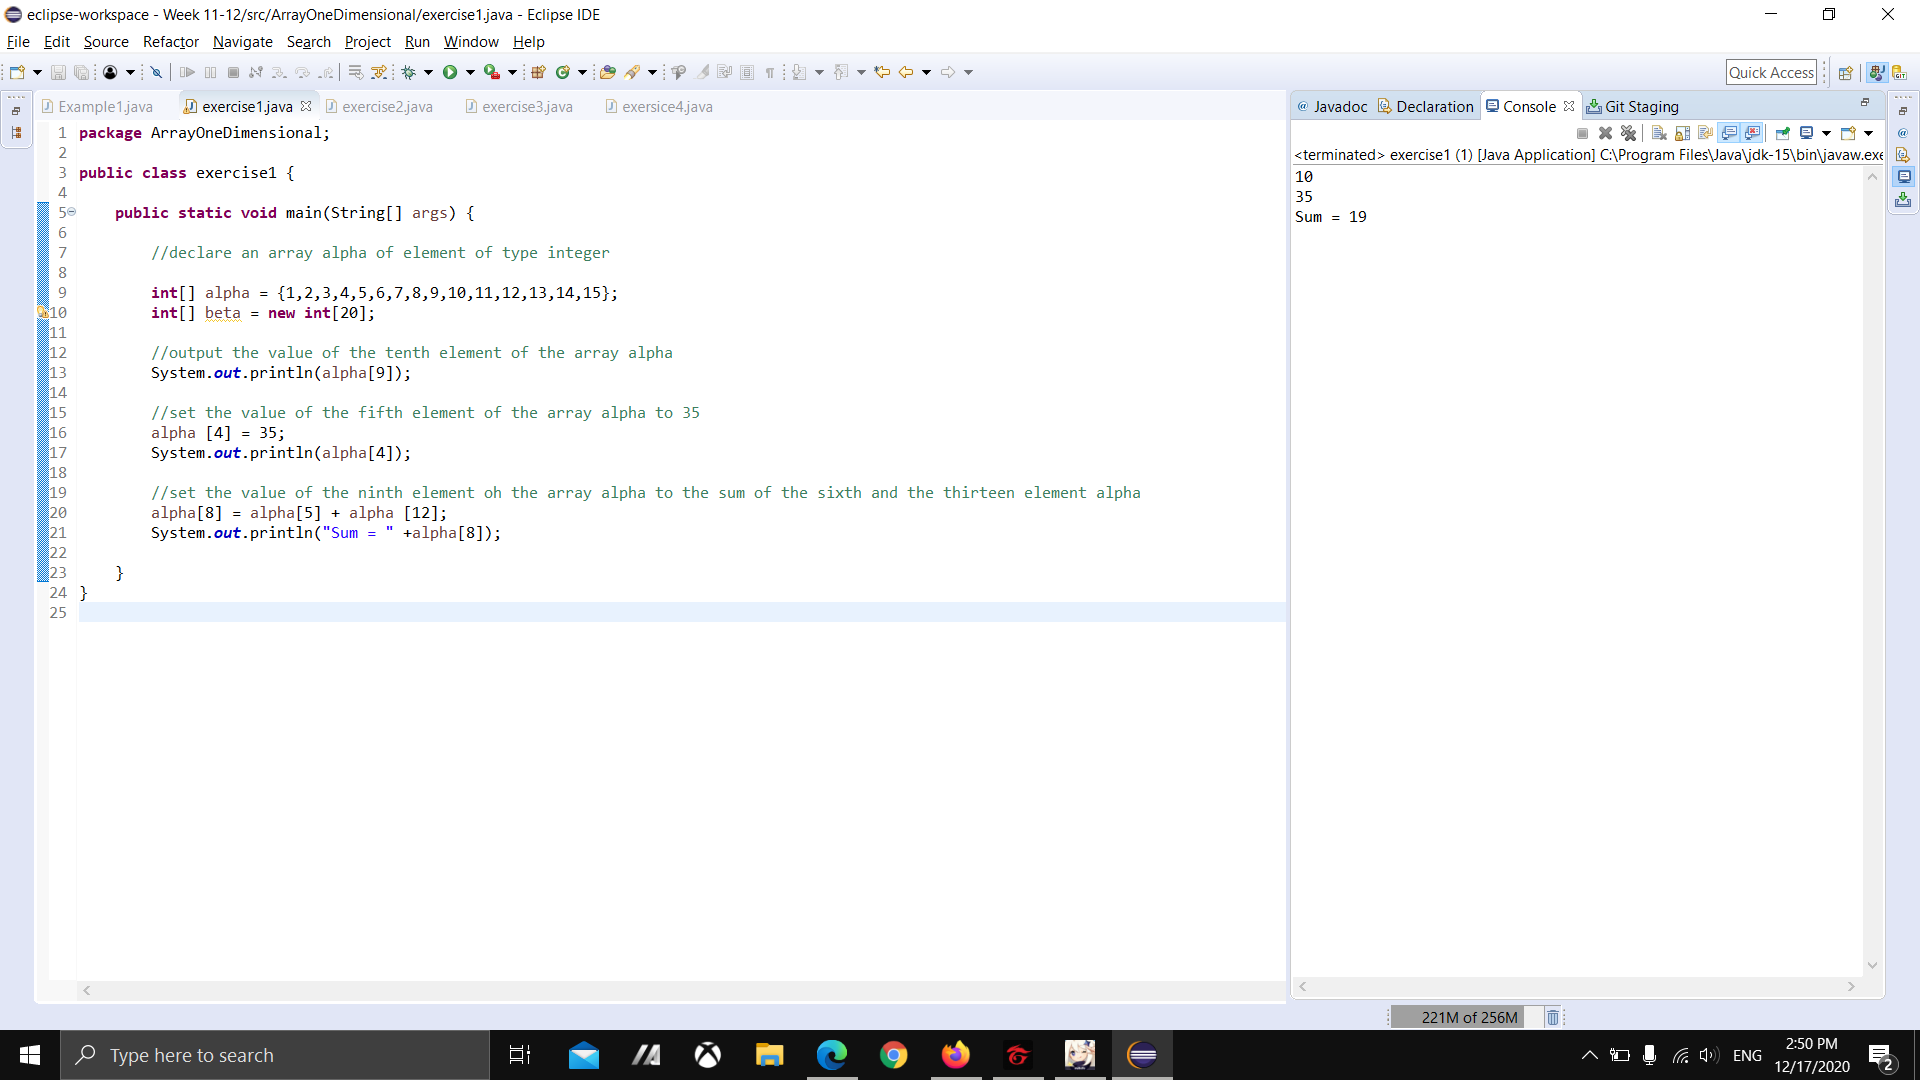 eclipse-workspace - Week 11-12/src/ArrayOneDimensional/exercise1.java - Eclipse IDE
File Edit Source Refactor Navigate Search Project Run Window Help
Quick Access
Example1.java exercise1.java exercise2.java exercise3.java exersice4.java
1 package ArrayOneDimensional;
2
3 public class exercise1 {
4
5 public static void main(String[] args) {
6
7 //declare an array alpha of element of type integer
8
9 int[] alpha = {1,2,3,4,5,6,7,8,9,10,11,12,13,14,15};
10 int[] beta = new int[20];
11
12 //output the value of the tenth element of the array alpha
13 System.out.println(alpha[9]);
14
15 //set the value of the fifth element of the array alpha to 35
16 alpha [4] = 35;
17 System.out.println(alpha[4]);
18
19 //set the value of the ninth element oh the array alpha to the sum of the sixth and the thirteen element alpha
20 alpha[8] = alpha[5] + alpha [12];
21 System.out.println("Sum = " +alpha[8]);
22
23 }
24 }
25
@ Javadoc Declaration Console Git Staging
<terminated> exercise1 (1) [Java Application] C:\Program Files\Java\jdk-15\bin\javaw.exe
10
35
Sum = 19
221M of 256M
Type here to search
ENG
2:50 PM
12/17/2020
2